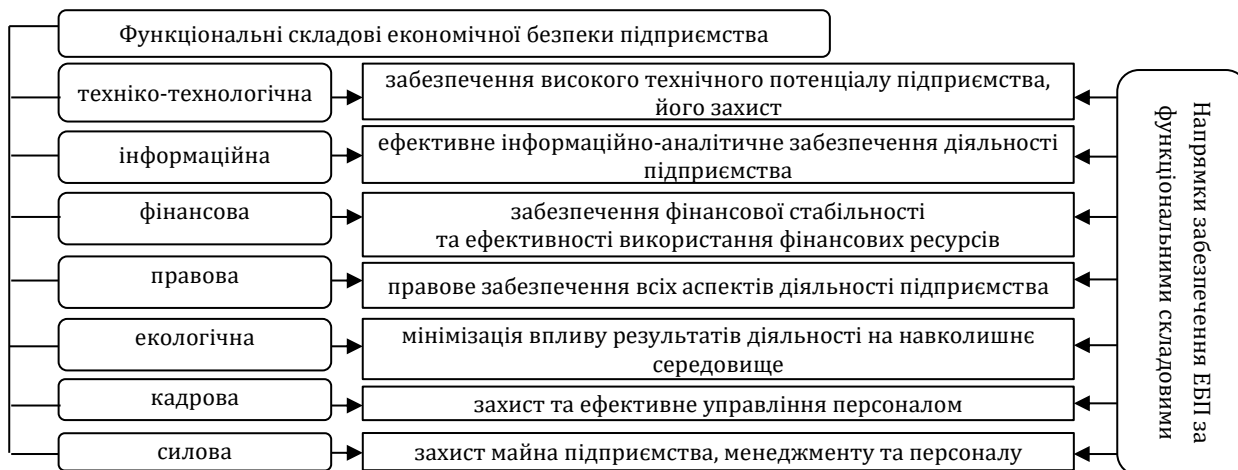 Функціональні складові економічної безпеки підприємства
техніко-технологічна
забезпечення високого технічного потенціалу підприємства,
його захист
інформаційна
ефективне інформаційно-аналітичне забезпечення діяльності
підприємства
фінансова
забезпечення фінансової стабільності
та ефективності використання фінансових ресурсів
правова
правове забезпечення всіх аспектів діяльності підприємства
екологічна
мінімізація впливу результатів діяльності на навколишнє
середовище
кадрова
захист та ефективне управління персоналом
силова
захист майна підприємства, менеджменту та персоналу
Напрямки забезпечення ЕБП за
функціональними складовими